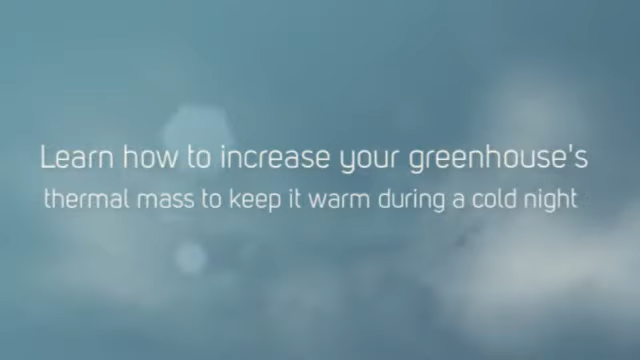 Learn how to increase your greenhouse's
thermal mass to keep it warm during a cold night